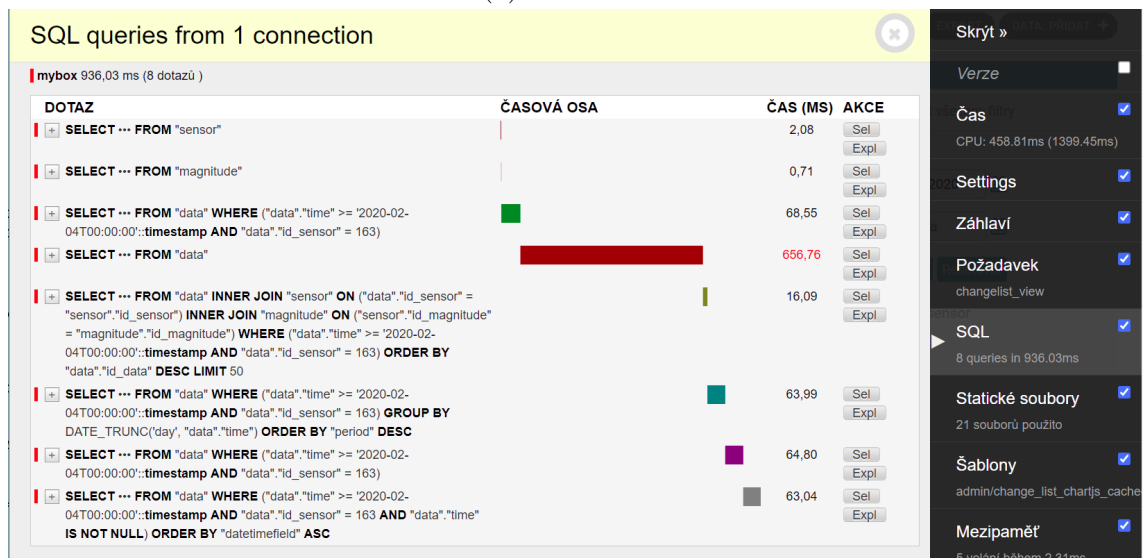 (a)
SQL queries from 1 connection
mybox 936,03 ms (8 dotazů )
DOTAZ ČASOVÁ OSA ČAS (MS) AKCE
+ SELECT ••• FROM "sensor" 2,08 Sel
Expl
+ SELECT ••• FROM "magnitude" 0,71 Sel
Expl
+ SELECT ••• FROM "data" WHERE ("data"."time" >= '2020-02- 68,55 Sel
04T00:00:00'::timestamp AND "data"."id_sensor" = 163) Expl
+ SELECT ••• FROM "data" 656,76 Sel
Expl
+ SELECT ••• FROM "data" INNER JOIN "sensor" ON ("data"."id_sensor" = 16,09 Sel
"sensor"."id_sensor") INNER JOIN "magnitude" ON ("sensor"."id_magnitude" Expl
= "magnitude"."id_magnitude") WHERE ("data"."time" >= '2020-02-
04T00:00:00'::timestamp AND "data"."id_sensor" = 163) ORDER BY
"data"."id_data" DESC LIMIT 50
+ SELECT ••• FROM "data" WHERE ("data"."time" >= '2020-02- 63,99 Sel
04T00:00:00'::timestamp AND "data"."id_sensor" = 163) GROUP BY Expl
DATE_TRUNC('day', "data"."time") ORDER BY "period" DESC
+ SELECT ••• FROM "data" WHERE ("data"."time" >= '2020-02- 64,80 Sel
04T00:00:00'::timestamp AND "data"."id_sensor" = 163) Expl
+ SELECT ••• FROM "data" WHERE ("data"."time" >= '2020-02- 63,04 Sel
04T00:00:00'::timestamp AND "data"."id_sensor" = 163 AND "data"."time" Expl
IS NOT NULL) ORDER BY "datetimefield" ASC
Skrýt »
DATA: PŘIDAT +
Verze
Čas
CPU: 458.81ms (1399.45ms)
Settings
Záhlaví
Požadavek
changelist_view
SQL
8 queries in 936.03ms
Statické soubory
21 souborů použito
Šablony
admin/change_list_chartjs_cache
Mezipaměť
5 volání během 2.31ms